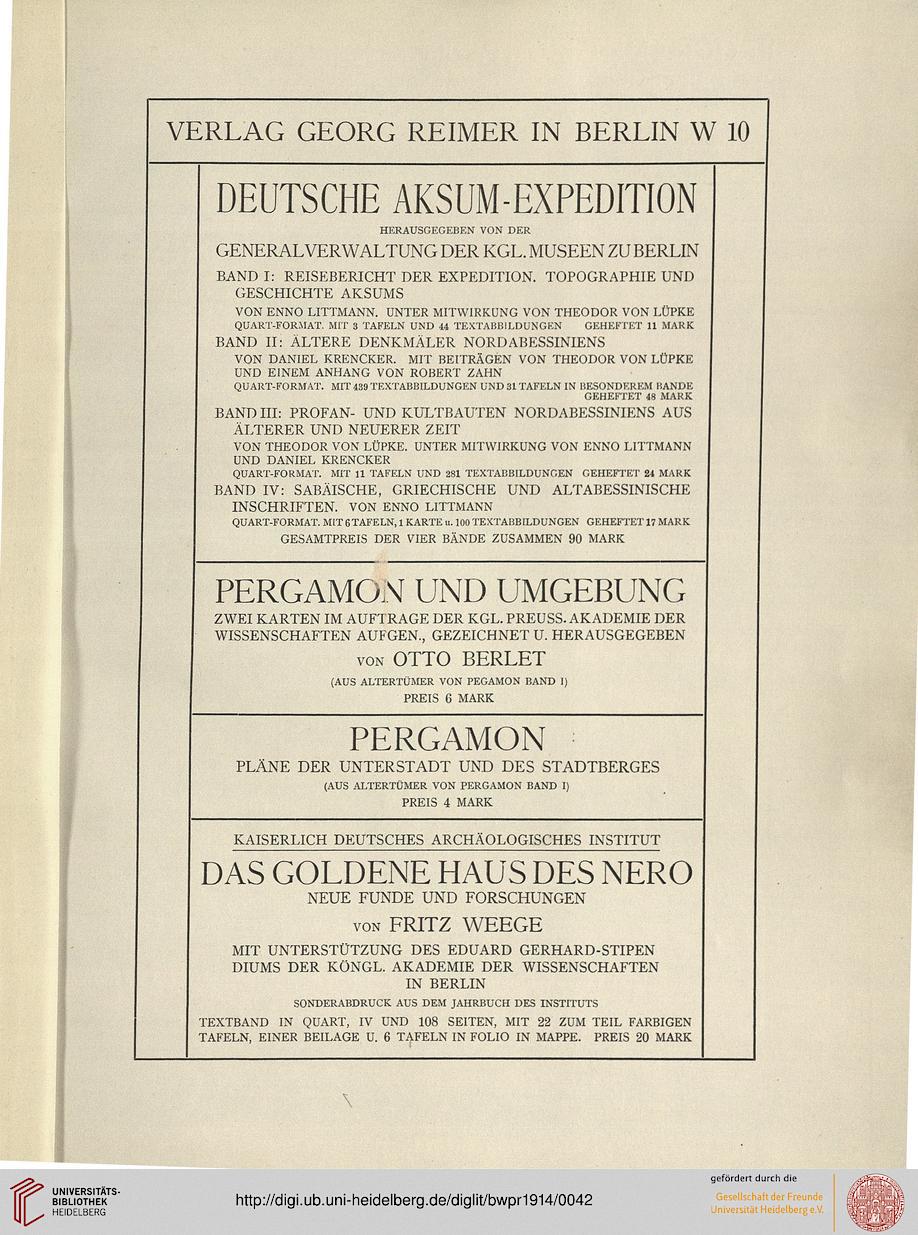 VERLAG GEORG REIMER IN BERLIN W 10
DEUTSCHE AKSUM-EXPEDITION
HERAUSGEGEBEN VON DER
GENERALVERWALTUNG DER KGL. MUSEEN ZU BERLIN
BAND I: REISEBERICHT DER EXPEDITION. TOPOGRAPHIE UND
GESCHICHTE AKSUMS
VON ENNO LITTMANN. UNTER MITWIRKUNG VON THEODOR VON LÜPKE
QUART-FORMAT. MIT 3 TAFELN UND 44 TEXTABBILDUNGEN GEHEFTET 11 MARK
BAND II: ÄLTERE DENKMÄLER NORDABESSINIENS
VON DANIEL KRENCKER. MIT BEITRÄGEN VON THEODOR VON LÜPKE
UND EINEM ANHANG VON ROBERT ZAHN
QUART-FORMAT. MIT 439 TEXTABBILDUNGEN UND 31 TAFELN IN BESONDEREM BANDE
GEHEFTET 48 MARK
BAND III: PROFAN- UND KULTBAUTEN NORDABESSINIENS AUS
ÄLTERER UND NEUERER ZEIT
VON THEODOR VON LÜPKE. UNTER MITWIRKUNG VON ENNO LITTMANN
UND DANIEL KRENCKER
QUART-FORMAT. MIT 11 TAFELN UND 281 TEXTABBILDUNGEN GEHEFTET 24 MARK
BAND IV: SABÄISCHE, GRIECHISCHE UND ALTABESSINISCHE
INSCHRIFTEN. VON ENNO LITTMANN
QUART-FORMAT. MIT 6 TAFELN, 1 KARTE u. 100 TEXTABBILDUNGEN GEHEFTET 17 MARK
GESAMTPREIS DER VIER BÄNDE ZUSAMMEN 90 MARK
PERGAMON UND UMGEBUNG
ZWEI KARTEN IM AUFTRAGE DER KGL. PREUSS. AKADEMIE DER
WISSENSCHAFTEN AUFGEN., GEZEICHNET U. HERAUSGEGEBEN
VON OTTO BERLET
(AUS ALTERTÜMER VON PEGAMON BAND I)
PREIS 6 MARK
PERGAMON
PLÄNE DER UNTERSTADT UND DES STADTBERGES
(AUS ALTERTÜMER VON PERGAMON BAND I)
PREIS 4 MARK
KAISERLICH DEUTSCHES ARCHÄOLOGISCHES INSTITUT
DAS GOLDENE HAUS DES NERO
NEUE FUNDE UND FORSCHUNGEN
VON FRITZ WEEGE
MIT UNTERSTÜTZUNG DES EDUARD GERHARD-STIPEN
DIUMS DER KÖNGL. AKADEMIE DER WISSENSCHAFTEN
IN BERLIN
SONDERABDRUCK AUS DEM JAHRBUCH DES INSTITUTS
TEXTBAND IN QUART, IV UND 108 SEITEN, MIT 22 ZUM TEIL FARBIGEN
TAFELN, EINER BEILAGE U. 6 TAFELN IN FOLIO IN MAPPE. PREIS 20 MARK
UNIVERSITÄTS-
BIBLIOTHEK
HEIDELBERG
http://digi.ub.uni-heidelberg.de/diglit/bwpr1914/0042
gefördert durch die
Gesellschaft der Freunde
Universität Heidelberg e.V.